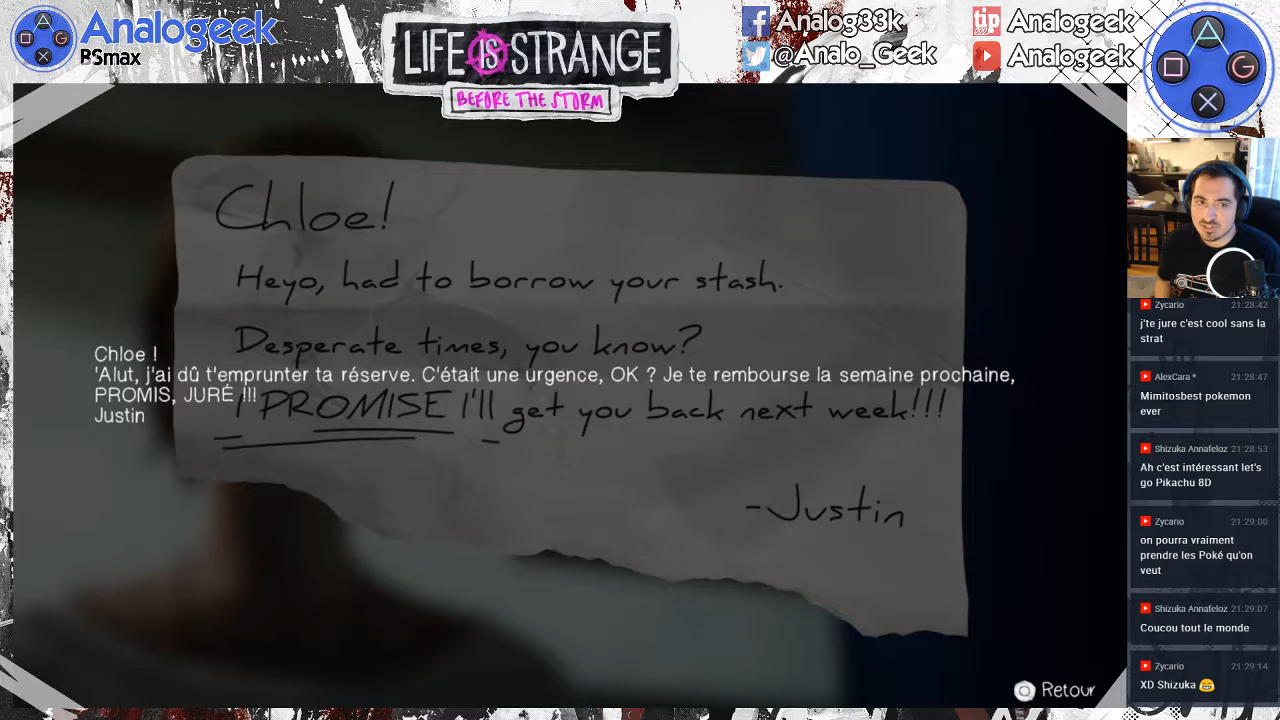 Analogeek
BSmax
LIFE IS STRANGE
BEFORE THE STORM
Analog33k
@Analo_Geek
tip Analogeek
Analogeek
Chloe!
Heyo, had to borrow your stash.
Desperate times, you know?
I PROMISE I'll get you back next week!!!
-Justin
Chloe !
'Alut, j'ai dû t'emprunter ta réserve. C'était une urgence, OK ? Je te rembourse la semaine prochaine,
PROMIS, JURÉ !!!
Justin
Retour
Zycario 21:28:42
j'te jure c'est cool sans la
strat
AlexCara * 21:28:47
Mimitosbest pokemon
ever
Shizuka Annafeloz 21:28:53
Ah c'est intéressant let's
go Pikachu 8D
Zycario 21:29:00
on pourra vraiment
prendre les Poké qu'on
veut
Shizuka Annafeloz 21:29:07
Coucou tout le monde
Zycario 21:29:14
XD Shizuka 😂